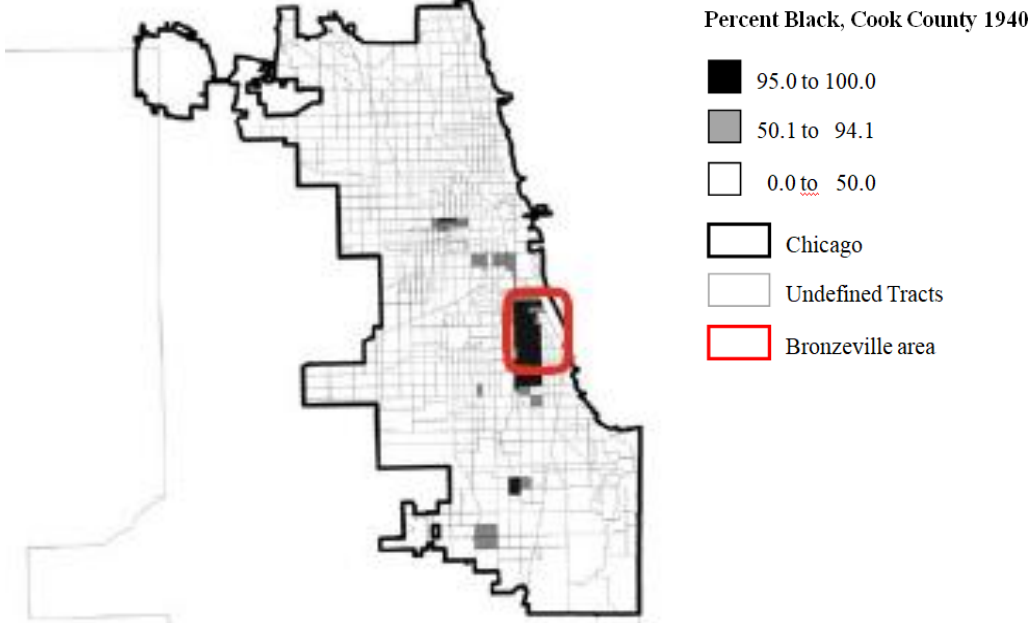 Percent Black, Cook County 1940
95.0 to 100.0
50.1 to 94.1
0.0 to 50.0
Chicago
Undefined Tracts
Bronzeville area